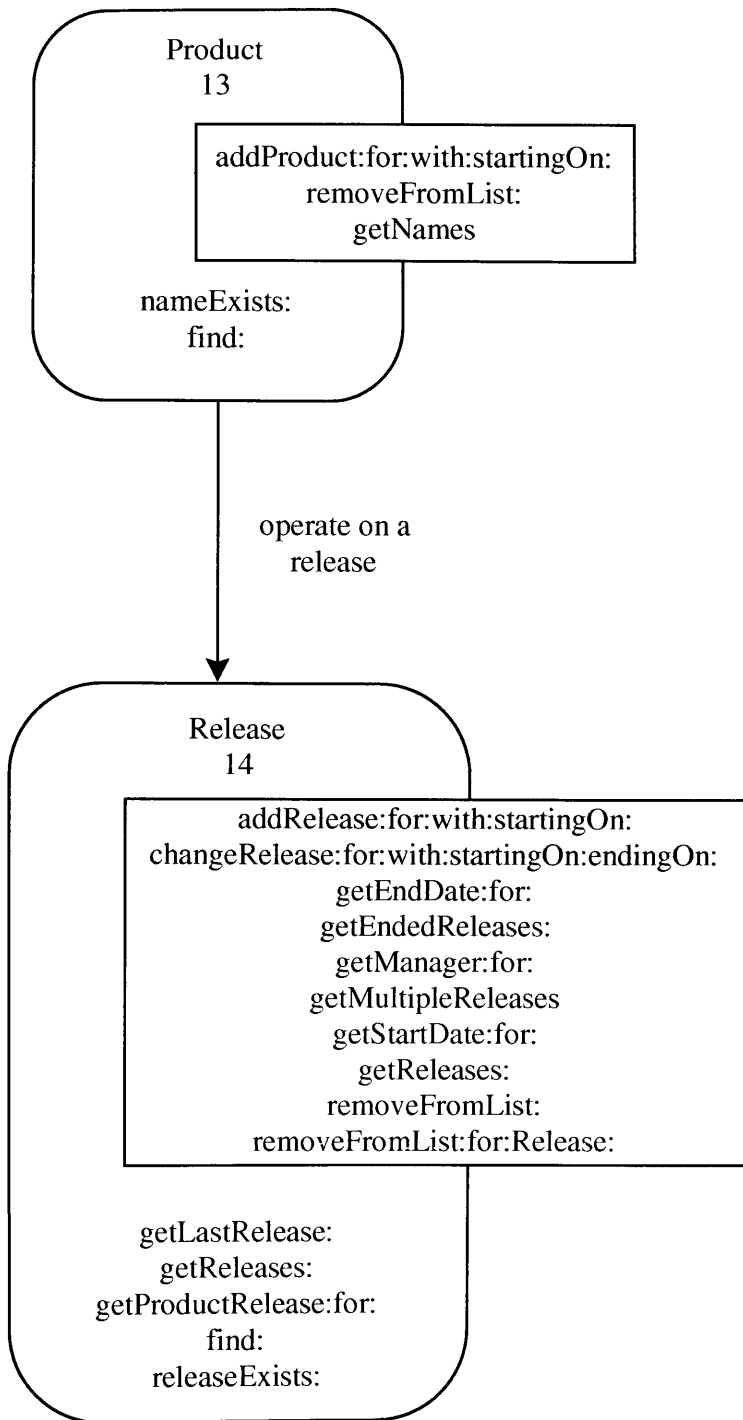 Product
13
addProduct:for:with:startingOn:
removeFromList:
getNames
nameExists:
find:
operate on a
release
Release
14
addRelease:for:with:startingOn:
changeRelease:for:with:startingOn:endingOn:
getEndDate:for:
getEndedReleases:
getManager:for:
getMultipleReleases
getStartDate:for:
getReleases:
removeFromList:
removeFromList:for:Release:
getLastRelease:
getReleases:
getProductRelease:for:
find:
releaseExists: